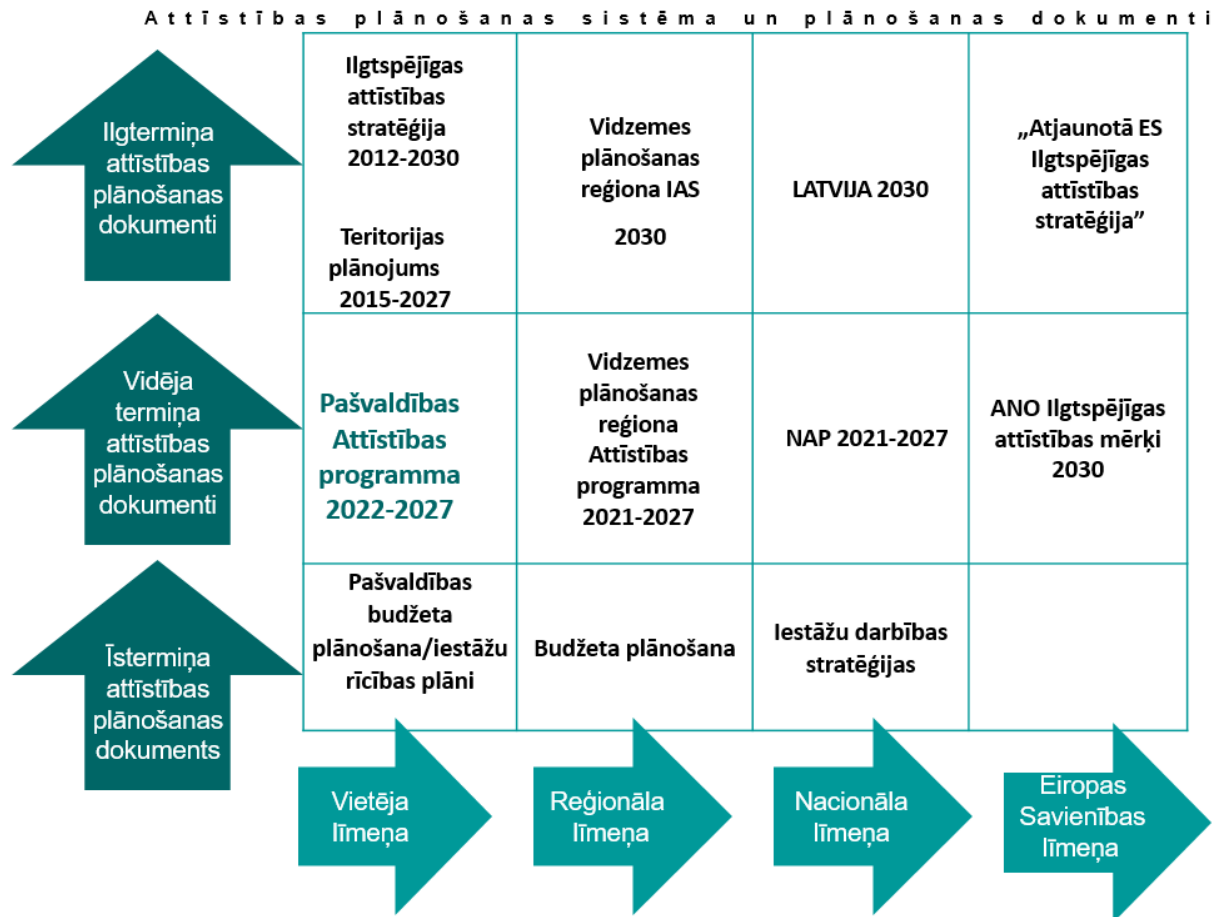 Attīstības plānošanas sistēma un plānošanas dokumenti
Ilgtermiņa
attīstības
plānošanas
dokumenti
Ilgtspējīgas
attīstības
stratēģija
2012-2030
Teritorijas
plānojums
2015-2027
Vidzemes
plānošanas
reģiona IAS
2030
LATVIJA 2030
„Atjaunotā ES
Ilgtspējīgas
attīstības
stratēģija”
Vidēja
termiņa
attīstības
plānošanas
dokumenti
Pašvaldības
Attīstības
programma
2022-2027
Vidzemes
plānošanas
reģiona
Attīstības
programma
2021-2027
NAP 2021-2027
ANO Ilgtspējīgas
attīstības mērķi
2030
Īstermiņa
attīstības
plānošanas
dokuments
Pašvaldības
budžeta
plānošana/iestāžu
rīcības plāni
Budžeta plānošana
Iestāžu darbības
stratēģijas
Vietēja
līmeņa
Reģionāla
līmeņa
Nacionāla
līmeņa
Eiropas
Savienības
līmeņa